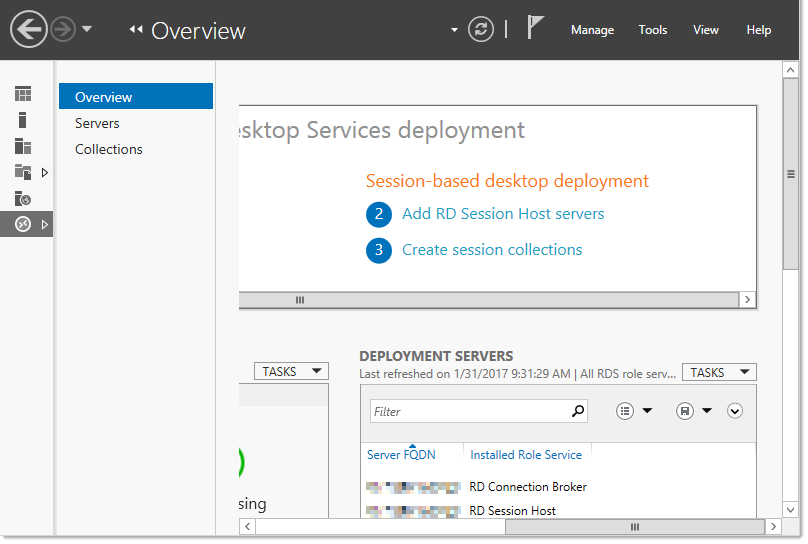 Overview
Manage Tools View Help
Overview
Servers
Collections
esktop Services deployment
Session-based desktop deployment
2 Add RD Session Host servers
3 Create session collections
TASKS
DEPLOYMENT SERVERS
Last refreshed on 1/31/2017 9:31:29 AM | All RDS role serv...
TASKS
Filter
Server FQDN Installed Role Service
RD Connection Broker
sing
RD Session Host